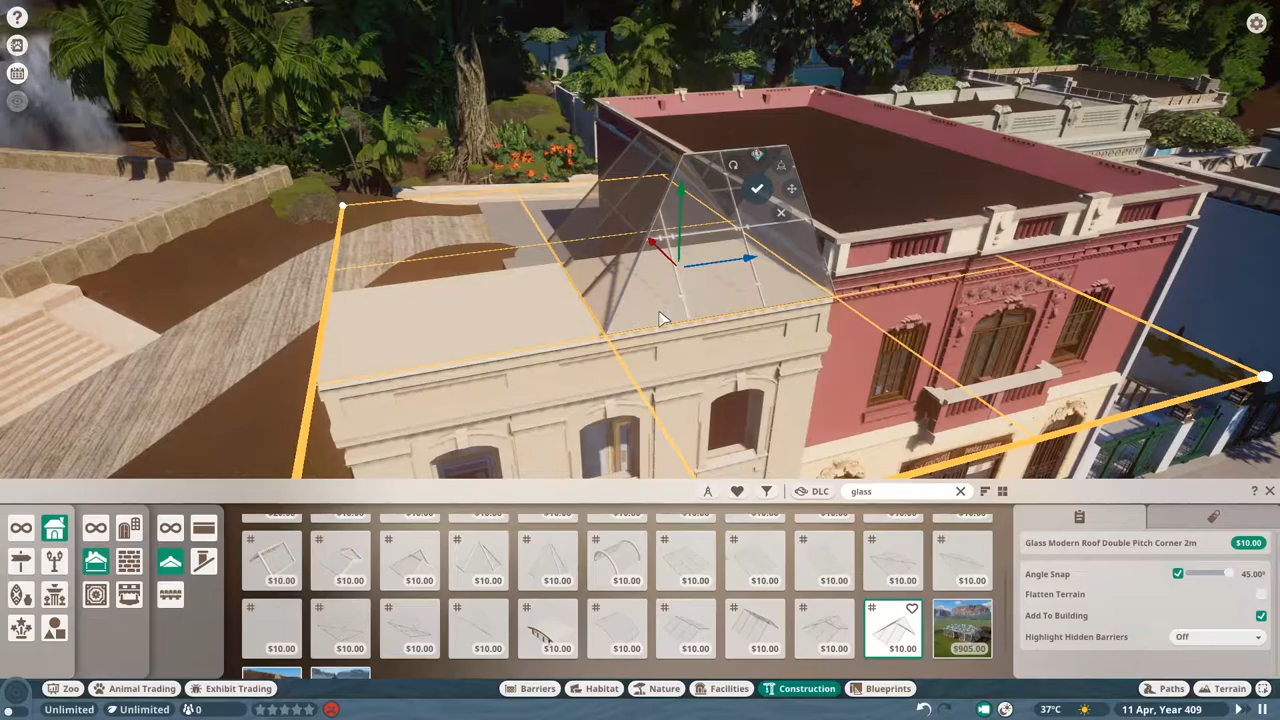 DLC
glass
Glass Modern Roof Double Pitch Corner 2m
$10.00
Angle Snap
45.00°
Flatten Terrain
Add To Building
Highlight Hidden Barriers
Off
$10.00 $10.00 $10.00 $10.00 $10.00 $10.00 $10.00 $10.00 $10.00 $10.00 $10.00
$10.00 $10.00 $10.00 $10.00 $10.00 $10.00 $10.00 $10.00 $10.00 $10.00 $905.00
Zoo Animal Trading Exhibit Trading Barriers Habitat Nature Facilities Construction Blueprints Paths Terrain
Unlimited Unlimited 0 37°C 11 Apr, Year 409